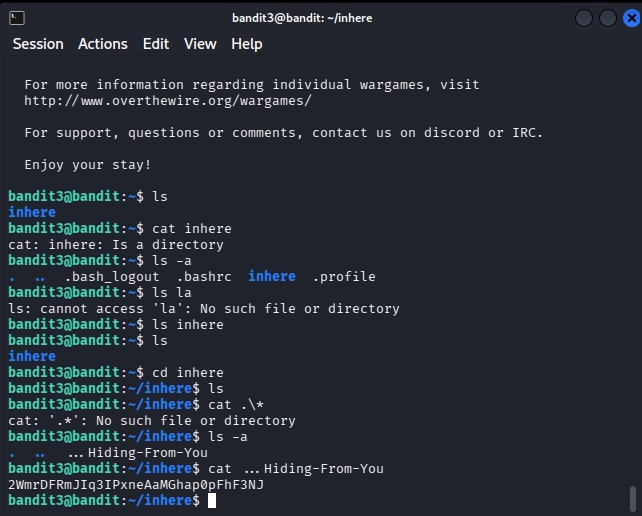 bandit3@bandit: ~/inhere
Session Actions Edit View Help
For more information regarding individual wargames, visit
http://www.overthewire.org/wargames/
For support, questions or comments, contact us on discord or IRC.
Enjoy your stay!
bandit3@bandit:~$ ls
inhere
bandit3@bandit:~$ cat inhere
cat: inhere: Is a directory
bandit3@bandit:~$ ls -a
.  ..  .bash_logout  .bashrc  inhere  .profile
bandit3@bandit:~$ ls la
ls: cannot access 'la': No such file or directory
bandit3@bandit:~$ ls inhere
bandit3@bandit:~$ ls
inhere
bandit3@bandit:~$ cd inhere
bandit3@bandit:~/inhere$ ls
bandit3@bandit:~/inhere$ cat .\*
cat: '.*': No such file or directory
bandit3@bandit:~/inhere$ ls -a
.  ..  ...Hiding-From-You
bandit3@bandit:~/inhere$ cat ...Hiding-From-You
2WmrDFRmJIq3IPxneAaMGhap0pFhF3NJ
bandit3@bandit:~/inhere$